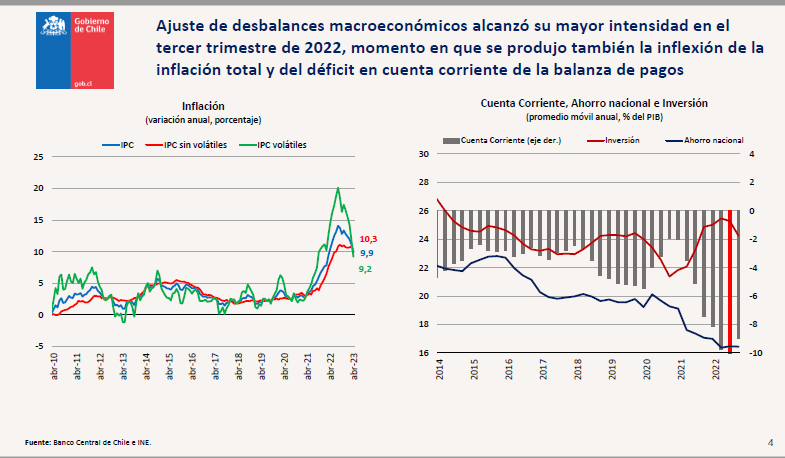 Gobierno
de Chile
gob.cl
Ajuste de desbalances macroeconómicos alcanzó su mayor intensidad en el
tercer trimestre de 2022, momento en que se produjo también la inflexión de la
inflación total y del déficit en cuenta corriente de la balanza de pagos
Inflación
(variación anual, porcentaje)
IPC IPC sin volátiles IPC volátiles
25
20
15
10
5
0
-5
10,3
9,9
9,2
abr-10 abr-11 abr-12 abr-13 abr-14 abr-15 abr-16 abr-17 abr-18 abr-19 abr-20 abr-21 abr-22 abr-23
Cuenta Corriente, Ahorro nacional e Inversión
(promedio móvil anual, % del PIB)
Cuenta Corriente (eje der.) Inversión Ahorro nacional
30 4
28 2
26 0
24 -2
22 -4
20 -6
18 -8
16 -10
2014 2015 2016 2017 2018 2019 2020 2021 2022
Fuente: Banco Central de Chile e INE.
4